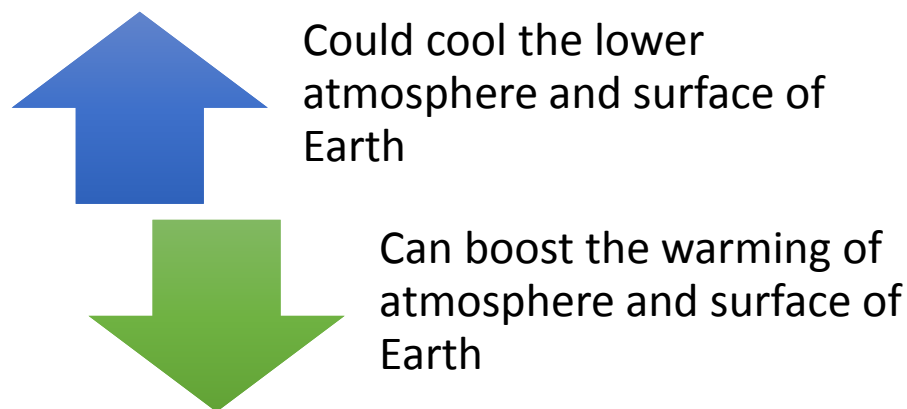 Could cool the lower
atmosphere and surface of
Earth
Can boost the warming of
atmosphere and surface of
Earth